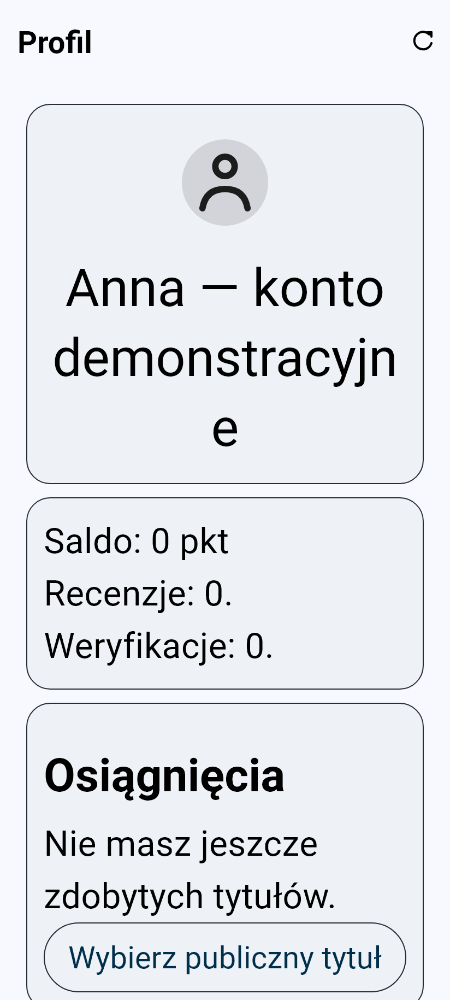 Profil
Anna — konto
demonstracyjn
e
Saldo: 0 pkt
Recenzje: 0.
Weryfikacje: 0.
Osiągnięcia
Nie masz jeszcze
zdobytych tytułów.
Wybierz publiczny tytuł